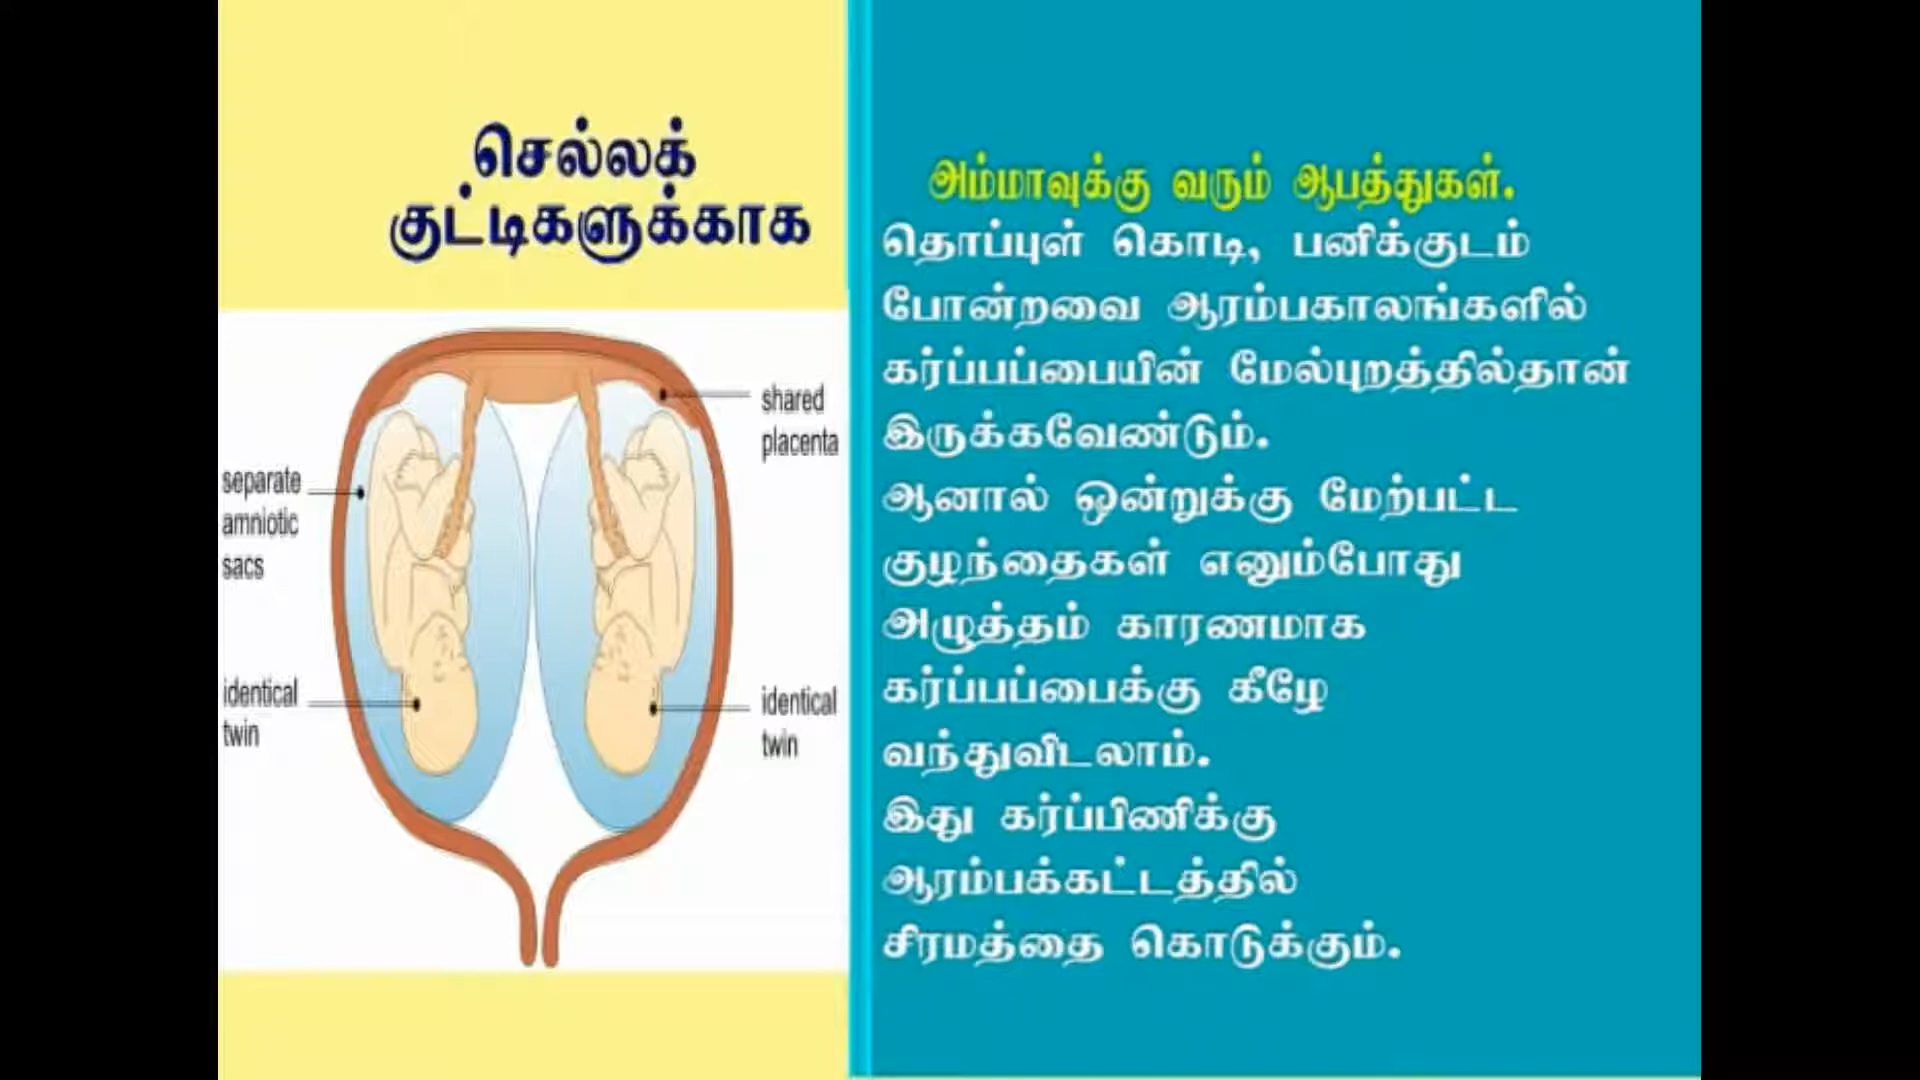 செல்லக்
குட்டிகளுக்காக
shared
placenta
separate
amniotic
sacs
identical
twin
identical
twin
அம்மாவுக்கு வரும் ஆபத்துகள்.
தொப்புள் கொடி, பனிக்குடம்
போன்றவை ஆரம்பகாலங்களில்
கர்ப்பப்பையின் மேல்புறத்தில்தான்
இருக்கவேண்டும்.
ஆனால் ஒன்றுக்கு மேற்பட்ட
குழந்தைகள் எனும்போது
அழுத்தம் காரணமாக
கர்ப்பப்பைக்கு கீழே
வந்துவிடலாம்.
இது கர்ப்பிணிக்கு
ஆரம்பக்கட்டத்தில்
சிரமத்தை கொடுக்கும்.